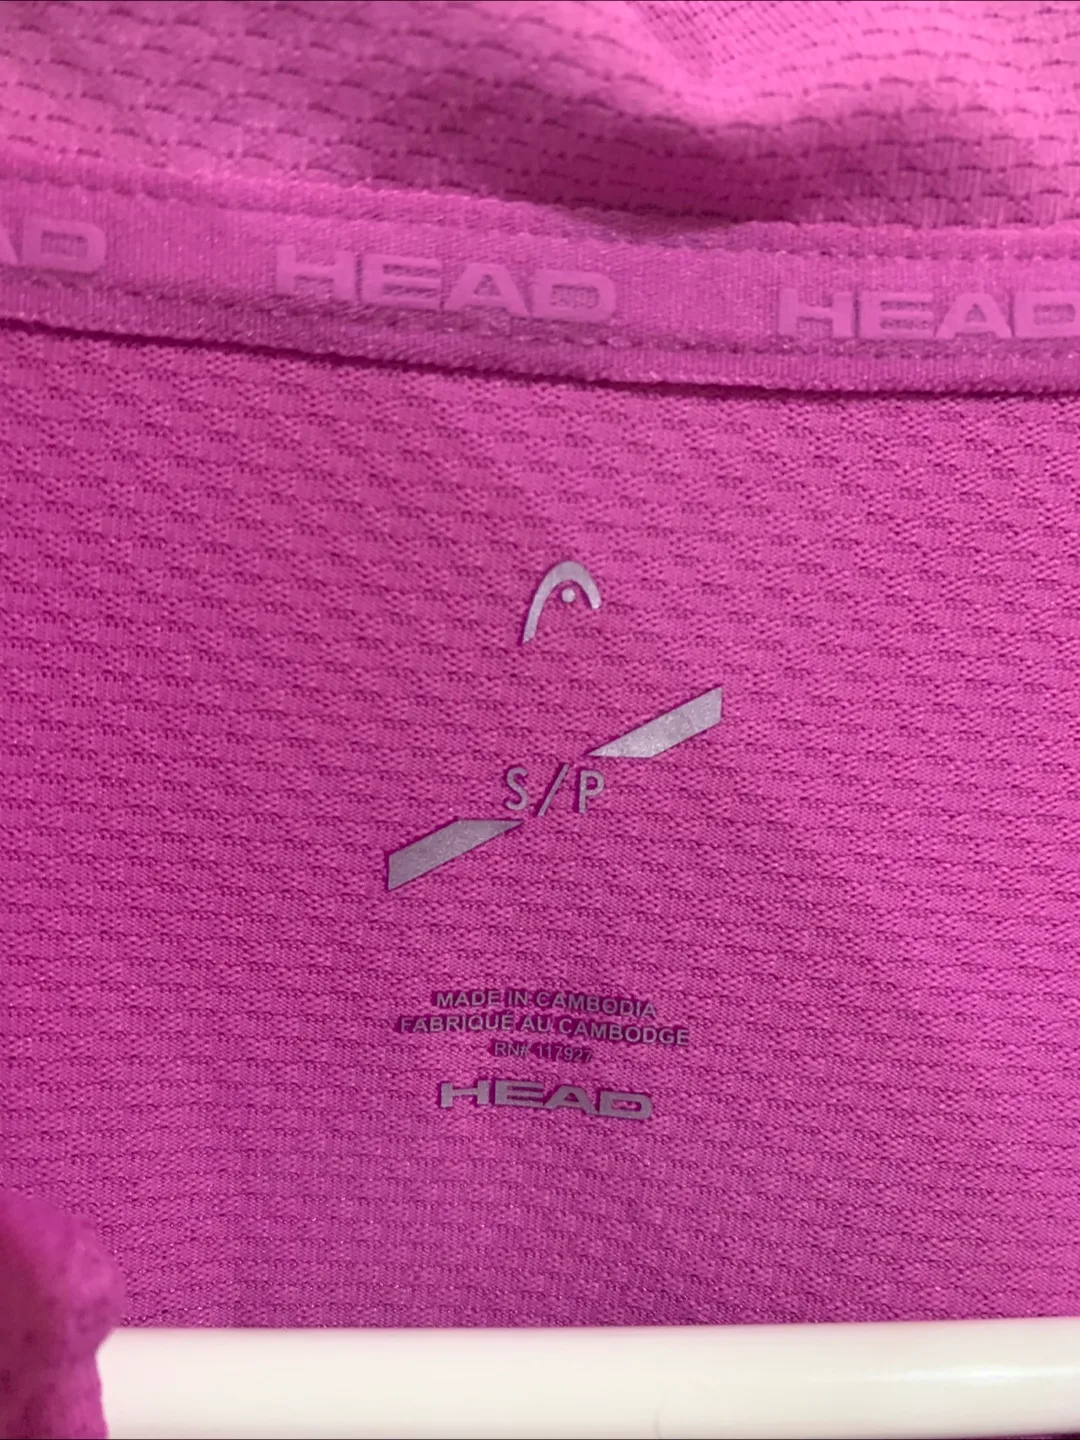 HEAD HEAD
S/P
MADE IN CAMBODIA
FABRIQUÉ AU CAMBODGE
RN# 117927
HEAD